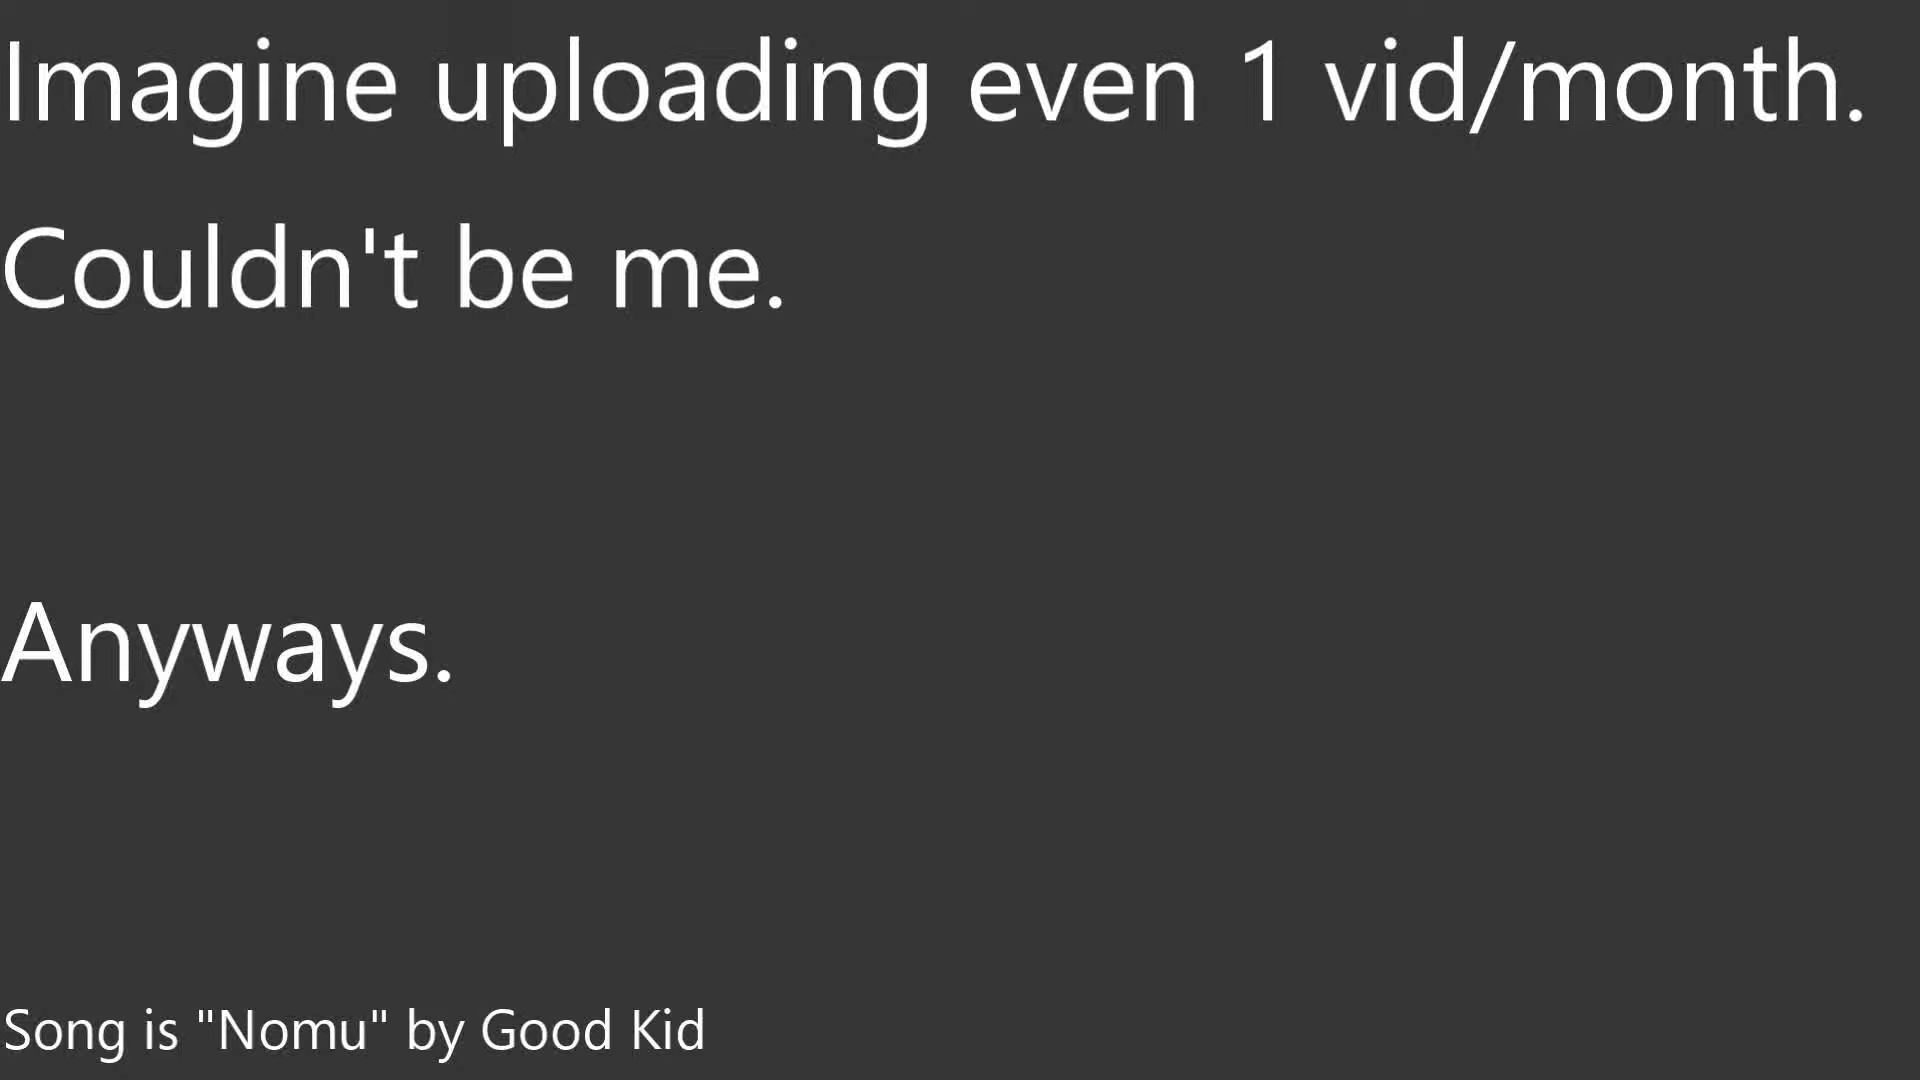 Imagine uploading even 1 vid/month.
Couldn't be me.
Anyways.
Song is "Nomu" by Good Kid